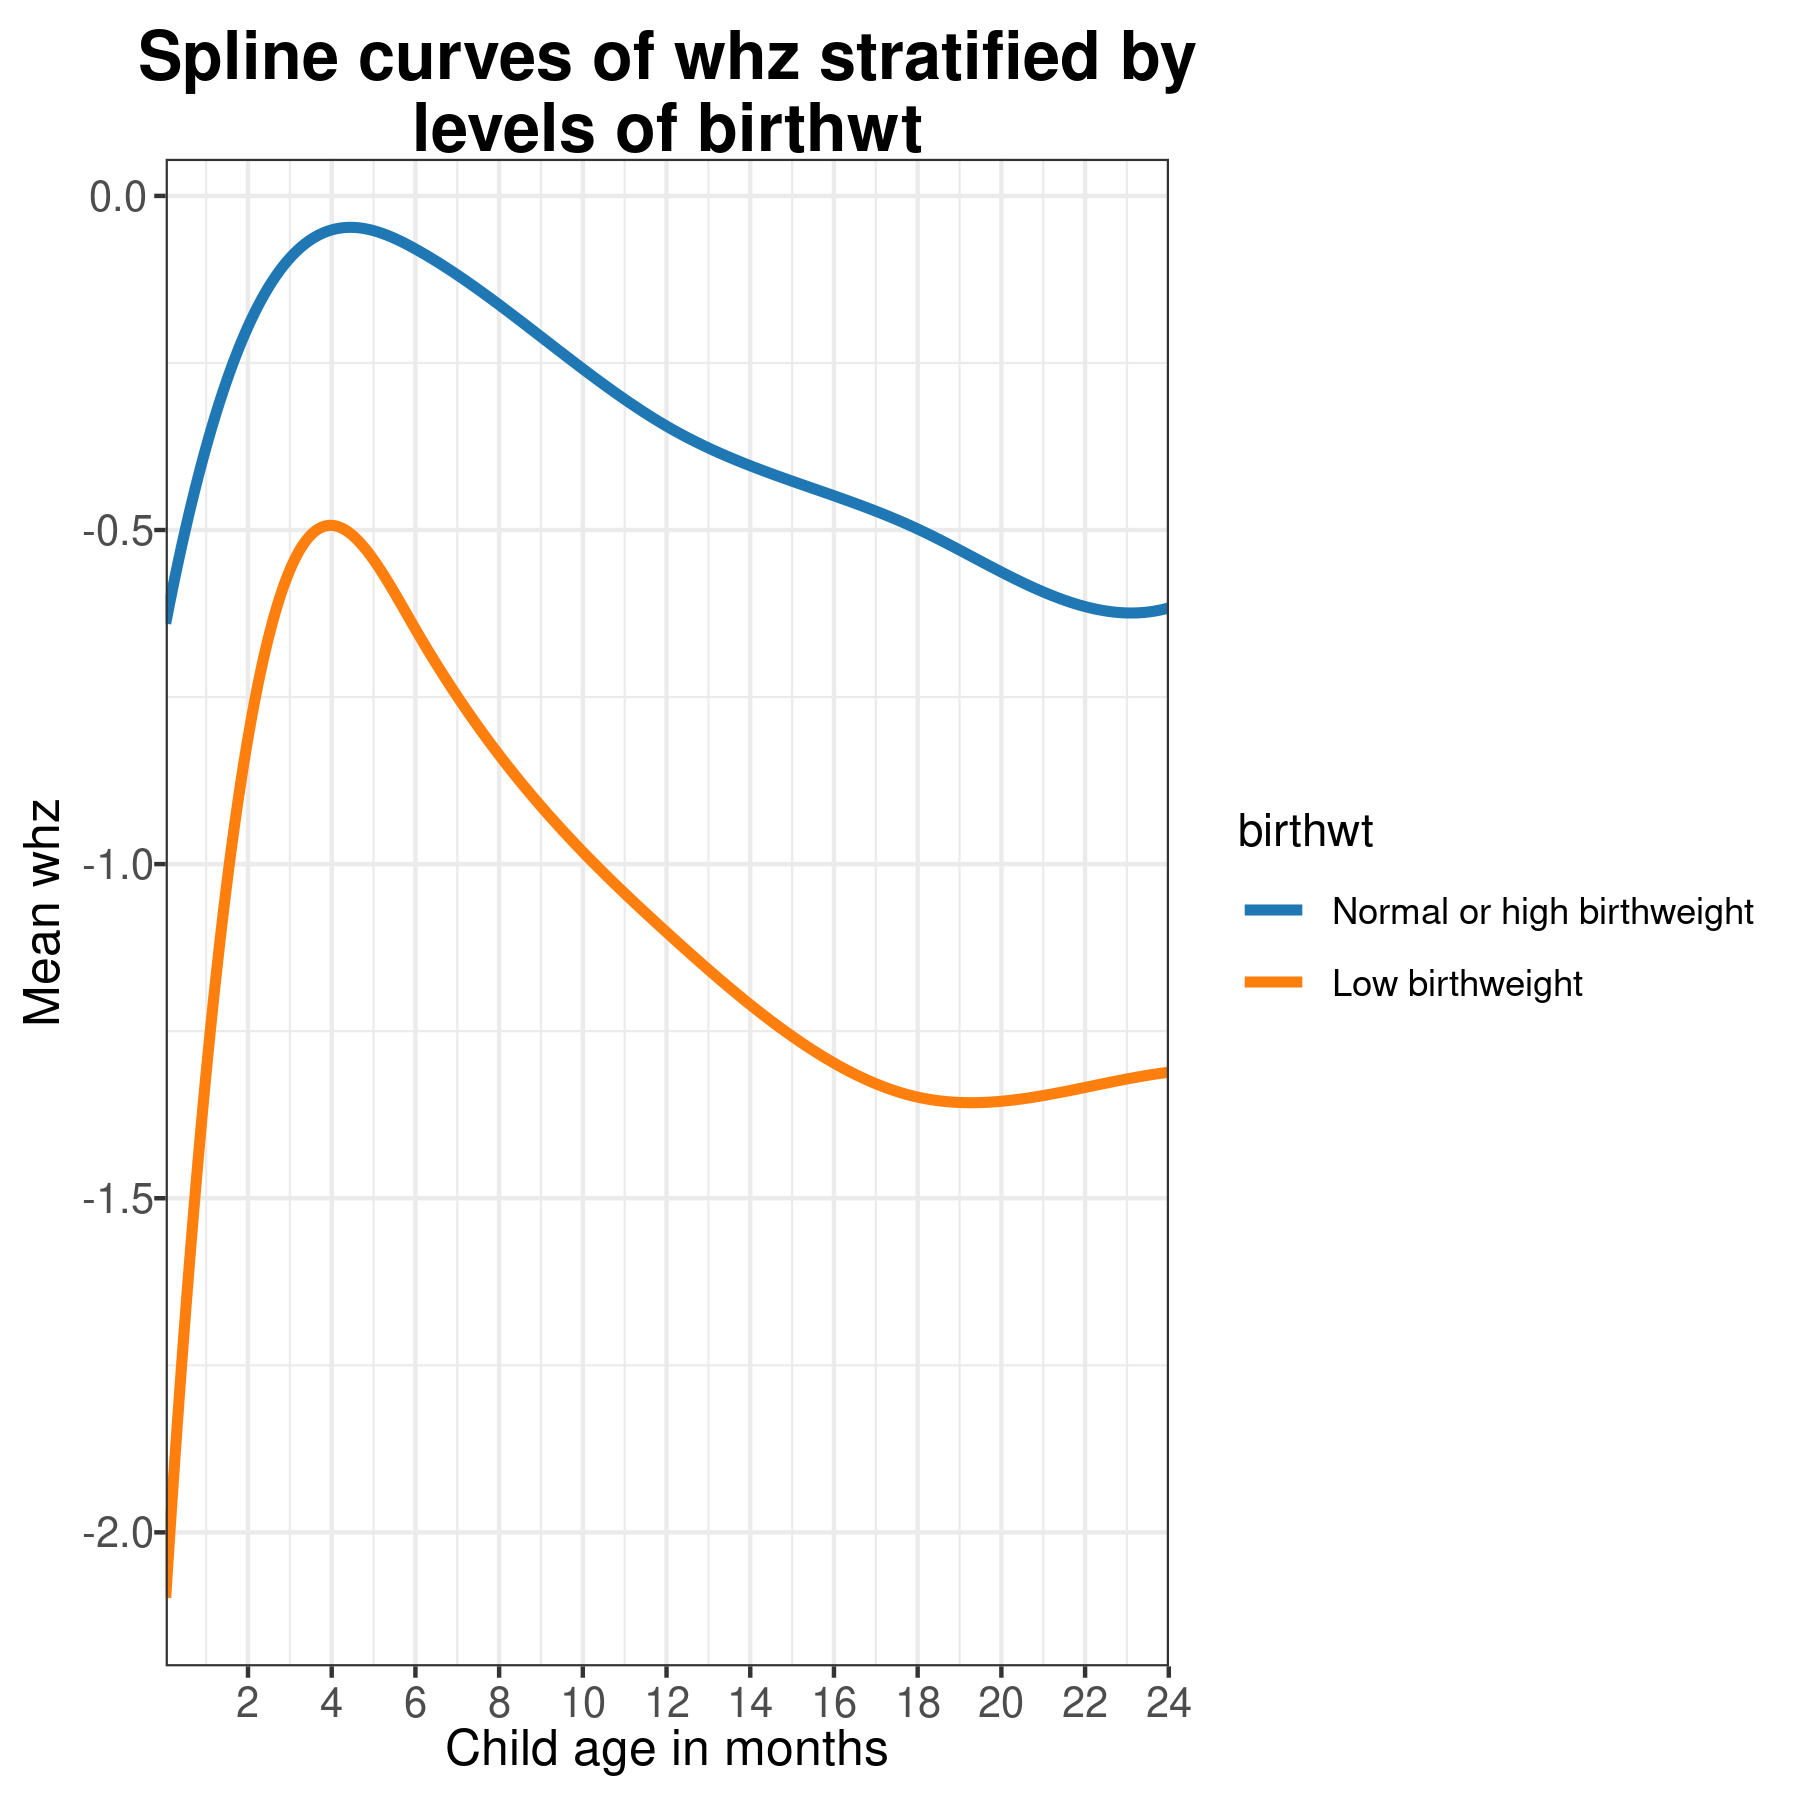 Spline curves of whz stratified by
levels of birthwt
0.0
-0.5
-1.0
-1.5
-2.0
Mean whz
2 4 6 8 10 12 14 16 18 20 22 24
Child age in months
birthwt
Normal or high birthweight
Low birthweight